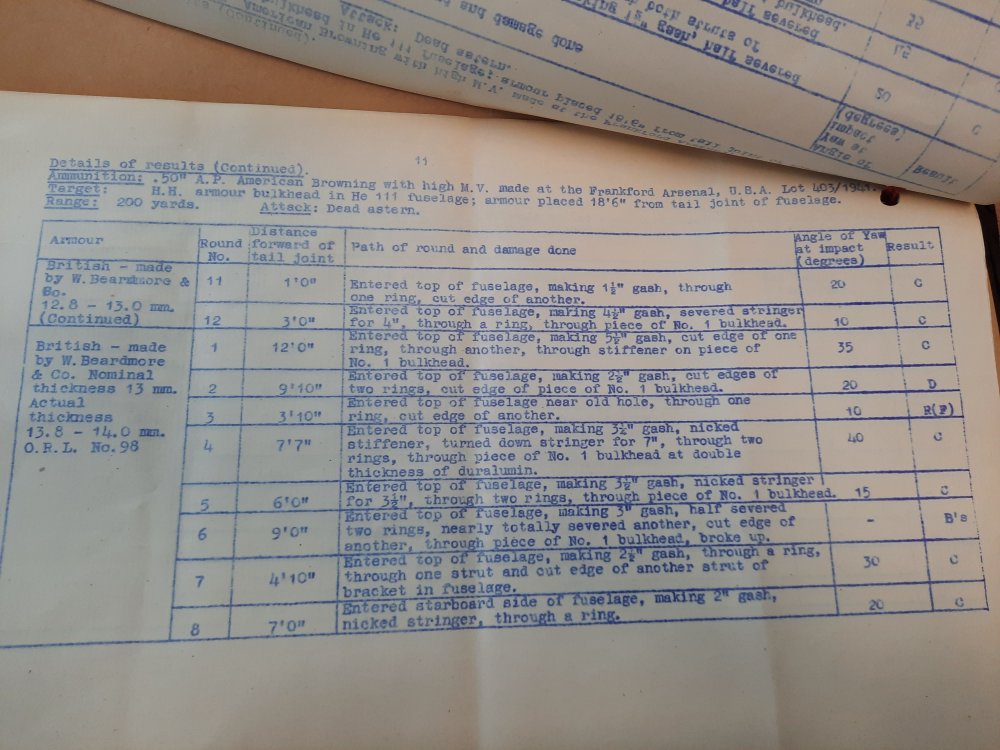 11
Details of results (Continued).
Ammunition: .50" A.P. American Browning with high M.V. made at the Frankford Arsenal, U.S.A. Lot 403/1941.
Target: H.H. armour bulkhead in He 111 fuselage; armour placed 18'6" from tail joint of fuselage.
Range: 200 yards. Attack: Dead astern.
Armour
Round
No.
Distance
forward of
tail joint
Path of round and damage done
Angle of Yaw
at impact
(degrees)
Result
British - made
by W. Beardmore &
Co.
12.8 - 13.0 mm.
(Continued)
11 1'0" Entered top of fuselage, making 1½" gash, through
one ring, cut edge of another. 20 C
12 3'0" Entered top of fuselage, making 4½" gash, severed stringer
for 4", through a ring, through piece of No. 1 bulkhead. 10 C
British - made
by W. Beardmore
& Co. Nominal
thickness 13 mm.
Actual
thickness
13.8 - 14.0 mm.
O.R.L. No.98
1 12'0" Entered top of fuselage, making 5½" gash, cut edge of one
ring, through another, through stiffener on piece of
No. 1 bulkhead. 35 C
2 9'10" Entered top of fuselage, making 2½" gash, cut edges of
two rings, cut edge of piece of No. 1 bulkhead. 20 D
3 3'10" Entered top of fuselage near old hole, through one
ring, cut edge of another. 10 R(F)
4 7'7" Entered top of fuselage, making 3½" gash, nicked
stiffener, turned down stringer for 7", through two
rings, through piece of No. 1 bulkhead at double
thickness of duralumin. 40 C
5 6'0" Entered top of fuselage, making 3½" gash, nicked stringer
for 3½", through two rings, through piece of No. 1 bulkhead. 15 C
6 9'0" Entered top of fuselage, making 3" gash, half severed
two rings, nearly totally severed another, cut edge of
another, through piece of No. 1 bulkhead, broke up. - B's
7 4'10" Entered top of fuselage, making 2½" gash, through a ring,
through one strut and cut edge of another strut of
bracket in fuselage. 30 C
8 7'0" Entered starboard side of fuselage, making 2" gash,
nicked stringer, through a ring. 20 C